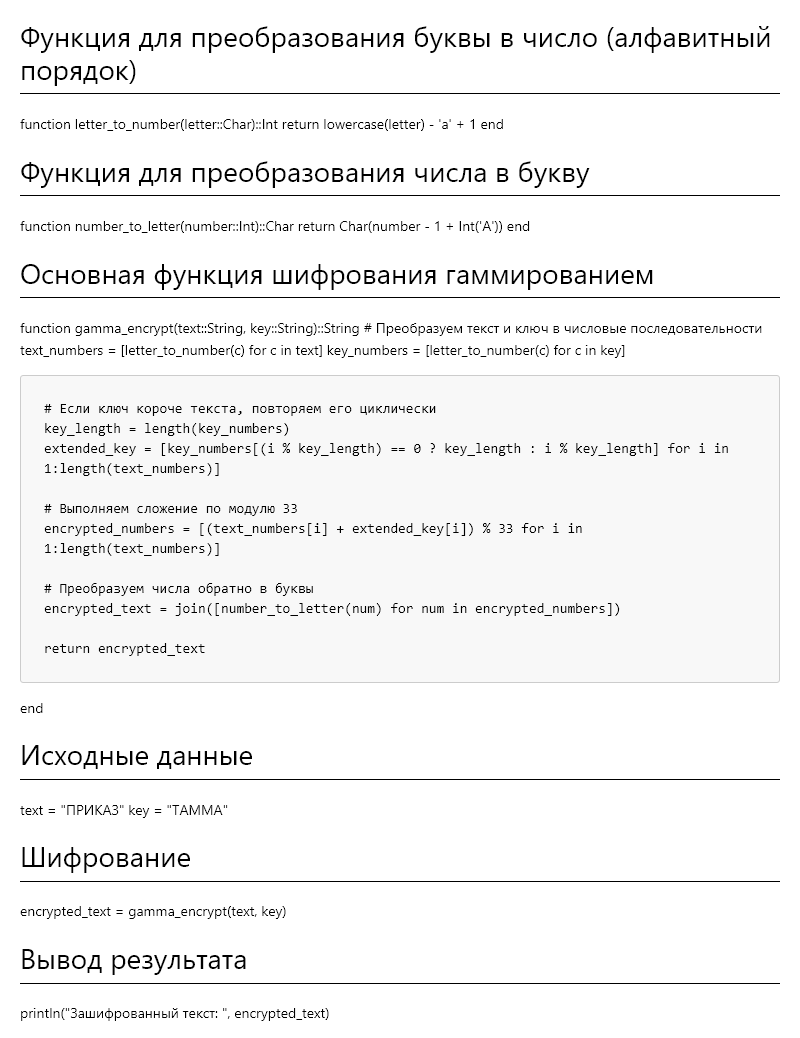 Функция для преобразования буквы в число (алфавитный
порядок)
function letter_to_number(letter::Char)::Int return lowercase(letter) - 'a' + 1 end
Функция для преобразования числа в букву
function number_to_letter(number::Int)::Char return Char(number - 1 + Int('A')) end
Основная функция шифрования гаммированием
function gamma_encrypt(text::String, key::String)::String # Преобразуем текст и ключ в числовые последовательности
text_numbers = [letter_to_number(c) for c in text] key_numbers = [letter_to_number(c) for c in key]
# Если ключ короче текста, повторяем его циклически
key_length = length(key_numbers)
extended_key = [key_numbers[(i % key_length) == 0 ? key_length : i % key_length] for i in
1:length(text_numbers)]
# Выполняем сложение по модулю 33
encrypted_numbers = [(text_numbers[i] + extended_key[i]) % 33 for i in
1:length(text_numbers)]
# Преобразуем числа обратно в буквы
encrypted_text = join([number_to_letter(num) for num in encrypted_numbers])
return encrypted_text
end
Исходные данные
text = "ПРИКАЗ" key = "ТАММА"
Шифрование
encrypted_text = gamma_encrypt(text, key)
Вывод результата
println("Зашифрованный текст: ", encrypted_text)